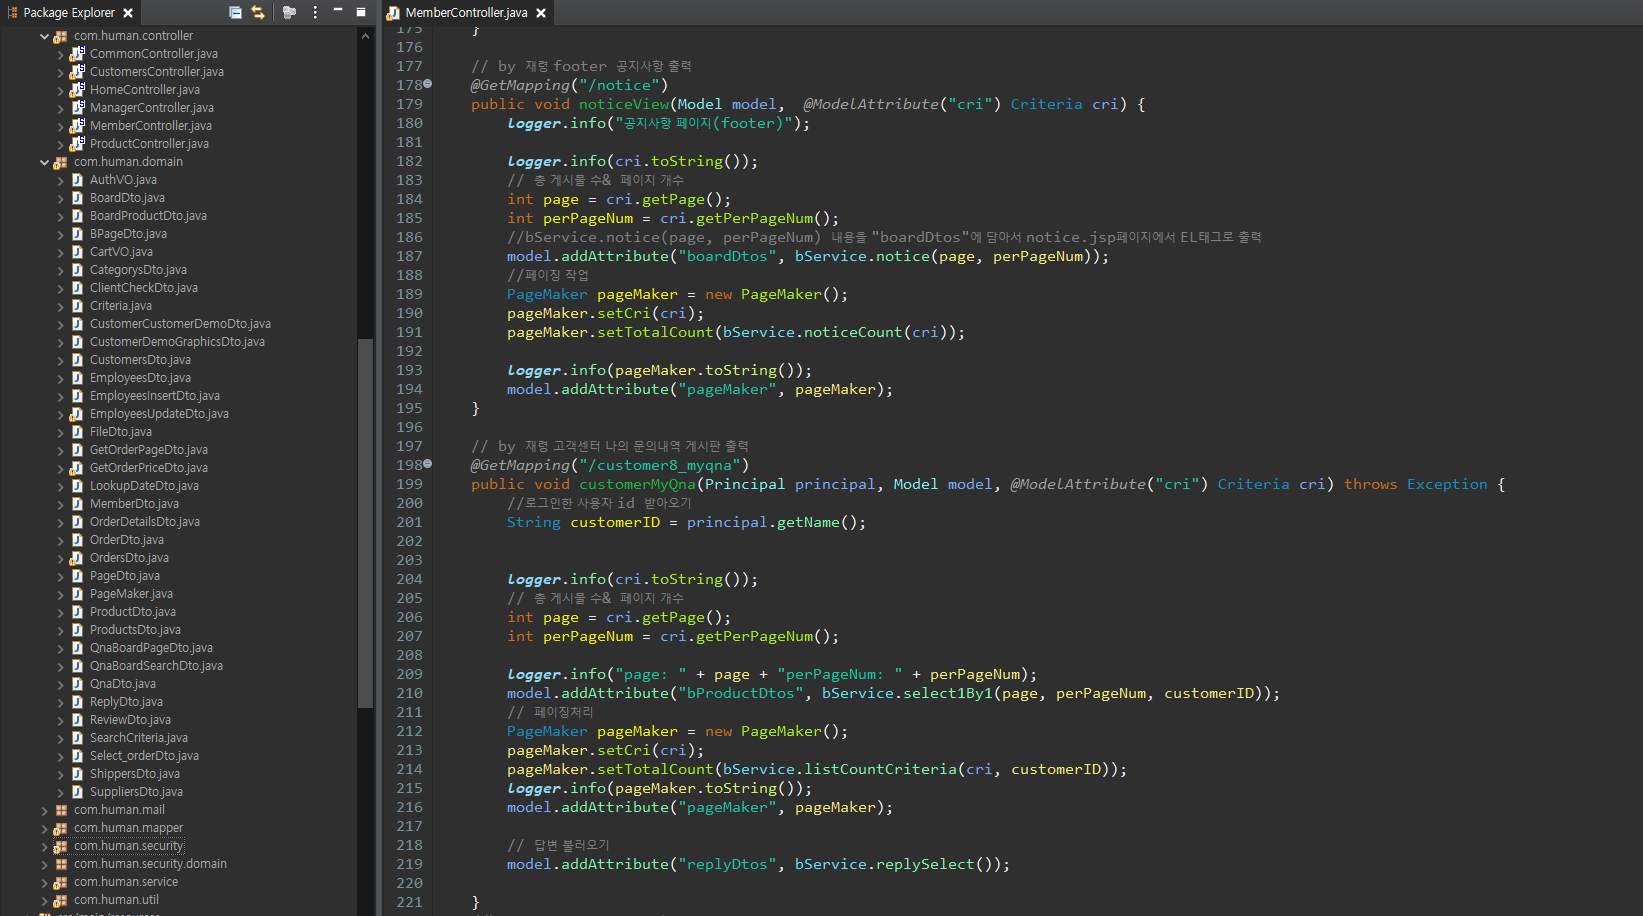 Package Explorer
com.human.controller
CommonController.java
CustomersController.java
HomeController.java
ManagerController.java
MemberController.java
ProductController.java
com.human.domain
AuthVO.java
BoardDto.java
BoardProductDto.java
BPageDto.java
CartVO.java
CategorysDto.java
ClientCheckDto.java
Criteria.java
CustomerCustomerDemoDto.java
CustomerDemoGraphicsDto.java
CustomersDto.java
EmployeesDto.java
EmployeesInsertDto.java
EmployeesUpdateDto.java
FileDto.java
GetOrderPageDto.java
GetOrderPriceDto.java
LookupDateDto.java
MemberDto.java
OrderDetailsDto.java
OrderDto.java
OrdersDto.java
PageDto.java
PageMaker.java
ProductDto.java
ProductsDto.java
QnaBoardPageDto.java
QnaBoardSearchDto.java
QnaDto.java
ReplyDto.java
ReviewDto.java
SearchCriteria.java
Select_orderDto.java
ShippersDto.java
SuppliersDto.java
com.human.mail
com.human.mapper
com.human.security
com.human.security.domain
com.human.service
com.human.util
MemberController.java
175 }
176
177 // by 재령 footer 공지사항 출력
178 @GetMapping("/notice")
179 public void noticeView(Model model,  @ModelAttribute("cri") Criteria cri) {
180 logger.info("공지사항 페이지(footer)");
181
182 logger.info(cri.toString());
183 // 총 게시물 수& 페이지 개수
184 int page = cri.getPage();
185 int perPageNum = cri.getPerPageNum();
186 //bService.notice(page, perPageNum) 내용을 "boardDtos"에 담아서 notice.jsp페이지에서 EL태그로 출력
187 model.addAttribute("boardDtos", bService.notice(page, perPageNum));
188 //페이징 작업
189 PageMaker pageMaker = new PageMaker();
190 pageMaker.setCri(cri);
191 pageMaker.setTotalCount(bService.noticeCount(cri));
192
193 logger.info(pageMaker.toString());
194 model.addAttribute("pageMaker", pageMaker);
195 }
196
197 // by 재령 고객센터 나의 문의내역 게시판 출력
198 @GetMapping("/customer8_myqna")
199 public void customerMyQna(Principal principal, Model model, @ModelAttribute("cri") Criteria cri) throws Exception {
200 //로그인한 사용자 id 받아오기
201 String customerID = principal.getName();
202
203
204 logger.info(cri.toString());
205 // 총 게시물 수& 페이지 개수
206 int page = cri.getPage();
207 int perPageNum = cri.getPerPageNum();
208
209 logger.info("page: " + page + "perPageNum: " + perPageNum);
210 model.addAttribute("bProductDtos", bService.select1By1(page, perPageNum, customerID));
211 // 페이징처리
212 PageMaker pageMaker = new PageMaker();
213 pageMaker.setCri(cri);
214 pageMaker.setTotalCount(bService.listCountCriteria(cri, customerID));
215 logger.info(pageMaker.toString());
216 model.addAttribute("pageMaker", pageMaker);
217
218 // 답변 불러오기
219 model.addAttribute("replyDtos", bService.replySelect());
220
221 }